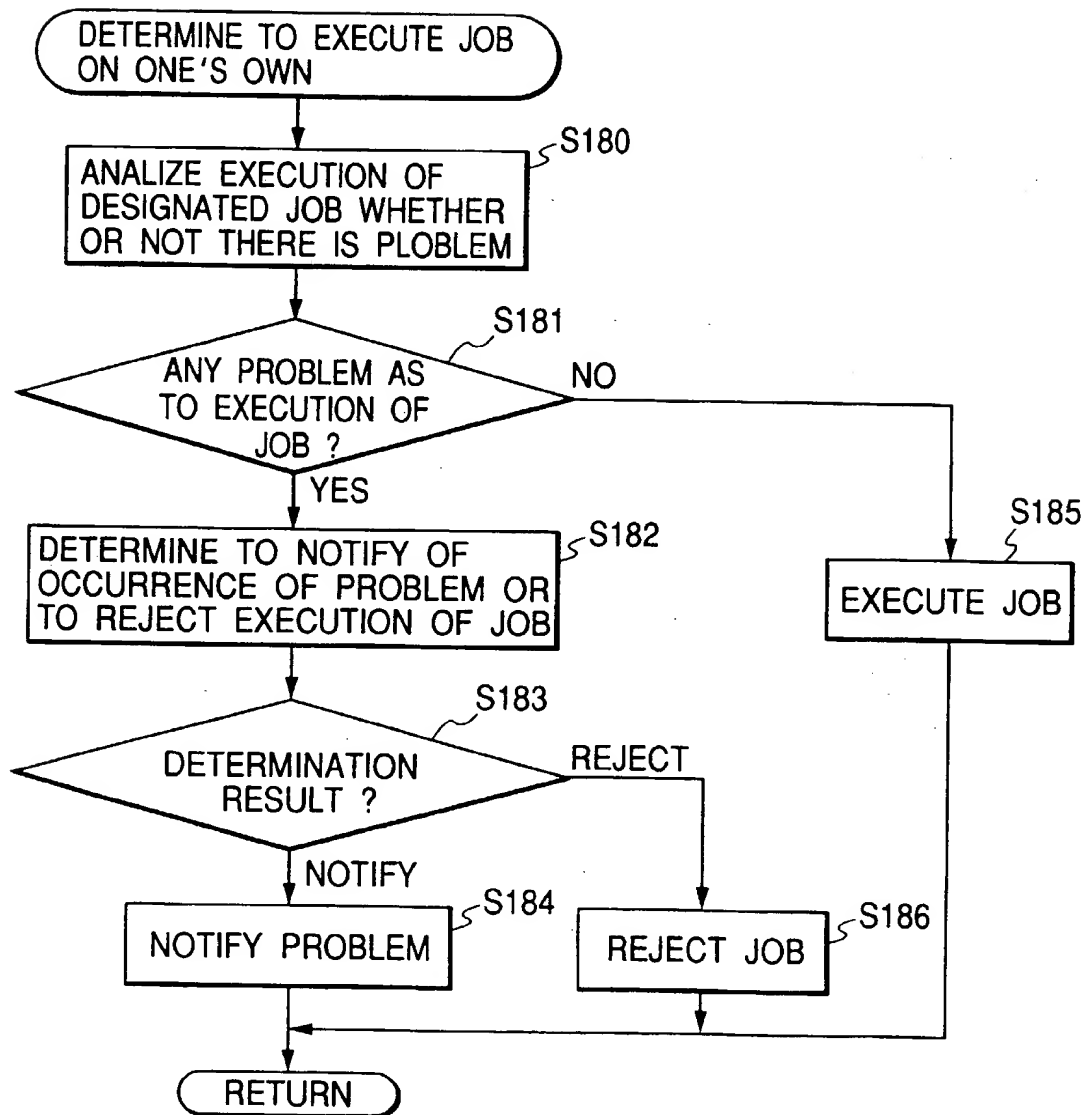 DETERMINE TO EXECUTE JOB
ON ONE'S OWN
S180
ANALIZE EXECUTION OF
DESIGNATED JOB WHETHER
OR NOT THERE IS PLOBLEM
S181
ANY PROBLEM AS
TO EXECUTION OF
JOB ?
NO
YES
S182
DETERMINE TO NOTIFY OF
OCCURRENCE OF PROBLEM OR
TO REJECT EXECUTION OF JOB
S185
EXECUTE JOB
S183
DETERMINATION
RESULT ?
REJECT
NOTIFY
S184
NOTIFY PROBLEM
S186
REJECT JOB
RETURN